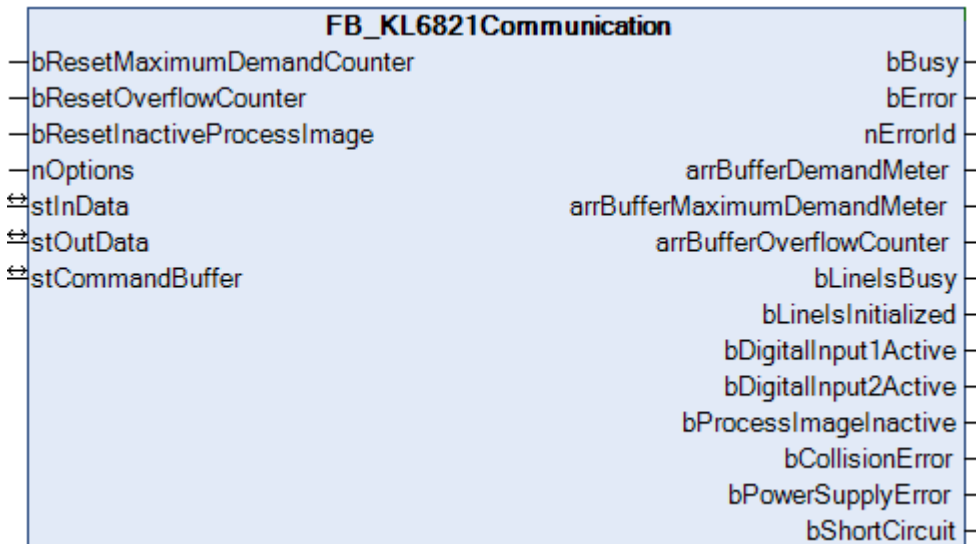 FB_KL6821Communication
bResetMaximumDemandCounter bBusy
bResetOverflowCounter bError
bResetInactiveProcessImage nErrorId
nOptions arrBufferDemandMeter
stInData arrBufferMaximumDemandMeter
stOutData arrBufferOverflowCounter
stCommandBuffer bLineIsBusy
bLineIsInitialized
bDigitalInput1Active
bDigitalInput2Active
bProcessImageInactive
bCollisionError
bPowerSupplyError
bShortCircuit